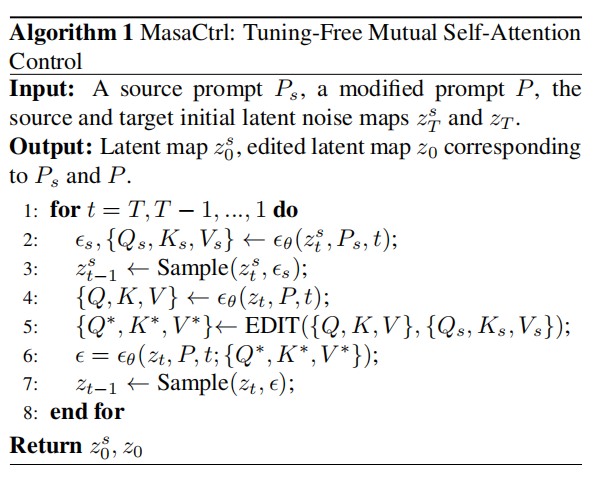 Algorithm 1 MasaCtrl: Tuning-Free Mutual Self-Attention
Control
Input: A source prompt $P_s$, a modified prompt $P$, the
source and target initial latent noise maps $z_T^s$ and $z_T$.
Output: Latent map $z_0^s$, edited latent map $z_0$ corresponding
to $P_s$ and $P$.
1: for $t = T, T-1, ..., 1$ do
2: $\epsilon_s, \{Q_s, K_s, V_s\} \leftarrow \epsilon_\theta(z_t^s, P_s, t);$
3: $z_{t-1}^s \leftarrow \text{Sample}(z_t^s, \epsilon_s);$
4: $\{Q, K, V\} \leftarrow \epsilon_\theta(z_t, P, t);$
5: $\{Q^*, K^*, V^*\} \leftarrow \text{EDIT}(\{Q, K, V\}, \{Q_s, K_s, V_s\});$
6: $\epsilon = \epsilon_\theta(z_t, P, t; \{Q^*, K^*, V^*\});$
7: $z_{t-1} \leftarrow \text{Sample}(z_t, \epsilon);$
8: end for
Return $z_0^s, z_0$